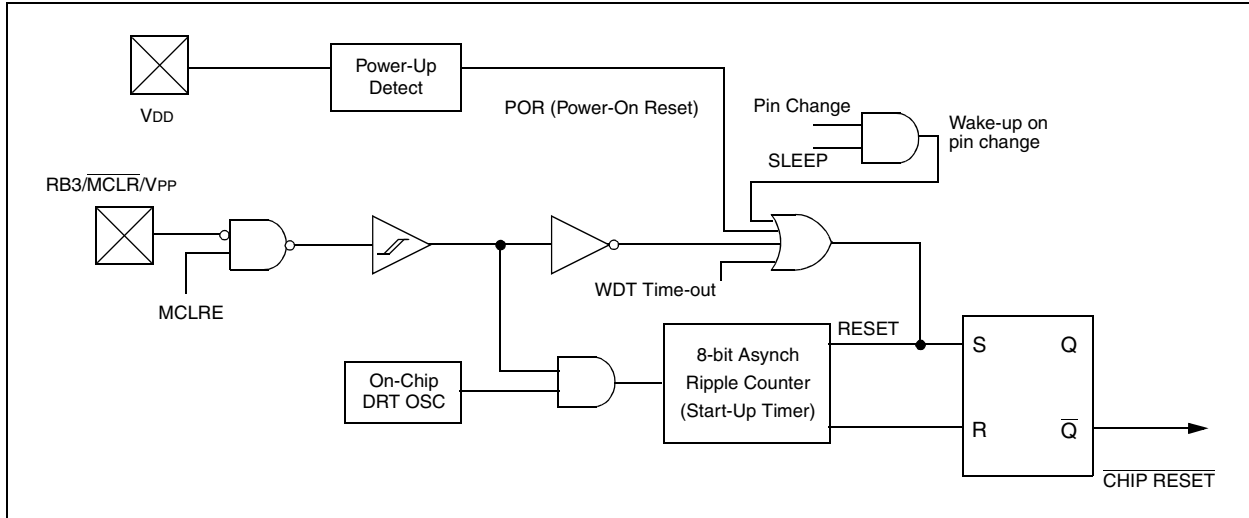 Power-Up
Detect
VDD
POR (Power-On Reset)
Pin Change
SLEEP
Wake-up on
pin change
RB3/MCLR/VPP
MCLRE
WDT Time-out
RESET
On-Chip
DRT OSC
8-bit Asynch
Ripple Counter
(Start-Up Timer)
S Q
R Q
CHIP RESET